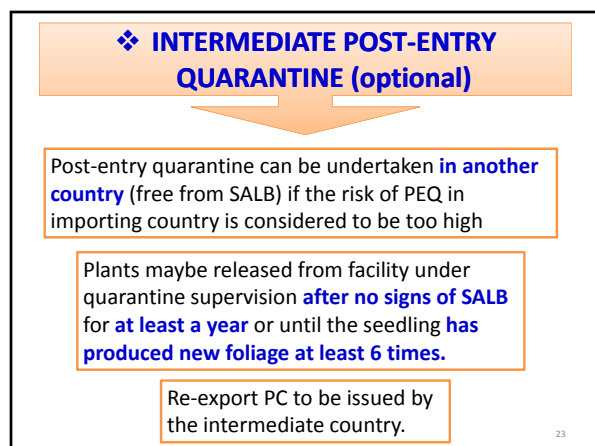 ❖ INTERMEDIATE POST-ENTRY
QUARANTINE (optional)
Post-entry quarantine can be undertaken in another
country (free from SALB) if the risk of PEQ in
importing country is considered to be too high
Plants maybe released from facility under
quarantine supervision after no signs of SALB
for at least a year or until the seedling has
produced new foliage at least 6 times.
Re-export PC to be issued by
the intermediate country.
23